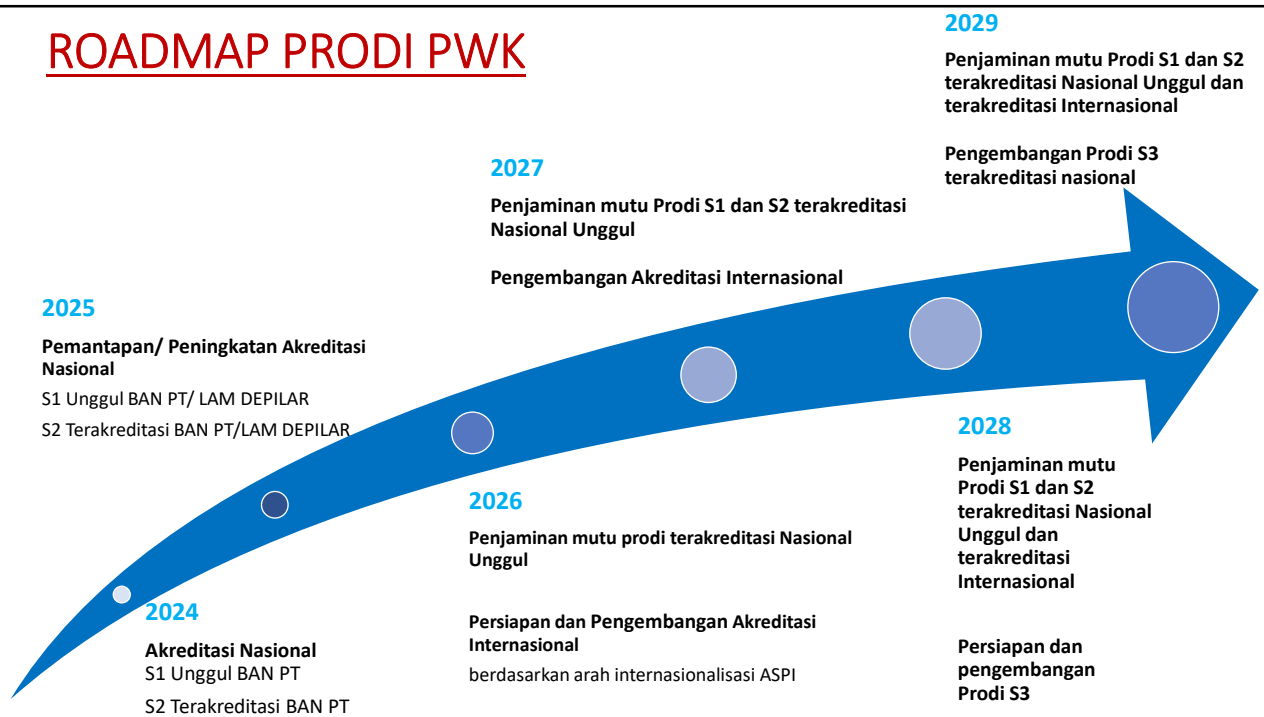 ROADMAP PRODI PWK
2024
Akreditasi Nasional
S1 Unggul BAN PT
S2 Terakreditasi BAN PT
2025
Pemantapan/ Peningkatan Akreditasi
Nasional
S1 Unggul BAN PT/ LAM DEPILAR
S2 Terakreditasi BAN PT/LAM DEPILAR
2026
Penjaminan mutu prodi terakreditasi Nasional
Unggul
Persiapan dan Pengembangan Akreditasi
Internasional
berdasarkan arah internasionalisasi ASPI
2027
Penjaminan mutu Prodi S1 dan S2 terakreditasi
Nasional Unggul
Pengembangan Akreditasi Internasional
2028
Penjaminan mutu
Prodi S1 dan S2
terakreditasi Nasional
Unggul dan
terakreditasi
Internasional
Persiapan dan
pengembangan
Prodi S3
2029
Penjaminan mutu Prodi S1 dan S2
terakreditasi Nasional Unggul dan
terakreditasi Internasional
Pengembangan Prodi S3
terakreditasi nasional